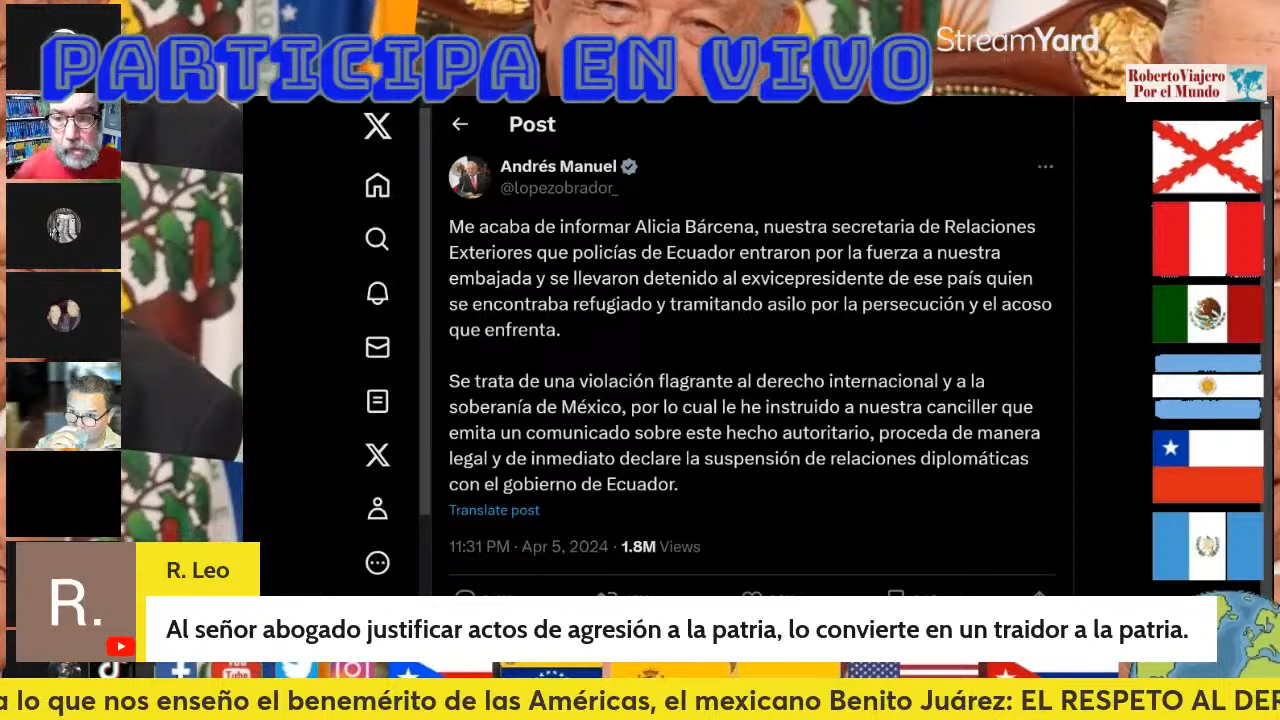 PARTICIPA EN VIVO
StreamYard
RobertoViajero
Por el Mundo
Post
Andrés Manuel
@lopezobrador_
Me acaba de informar Alicia Bárcena, nuestra secretaria de Relaciones
Exteriores que policías de Ecuador entraron por la fuerza a nuestra
embajada y se llevaron detenido al exvicepresidente de ese país quien
se encontraba refugiado y tramitando asilo por la persecución y el acoso
que enfrenta.
Se trata de una violación flagrante al derecho internacional y a la
soberanía de México, por lo cual le he instruido a nuestra canciller que
emita un comunicado sobre este hecho autoritario, proceda de manera
legal y de inmediato declare la suspensión de relaciones diplomáticas
con el gobierno de Ecuador.
Translate post
11:31 PM · Apr 5, 2024 · 1.8M Views
R. Leo
R.
Al señor abogado justificar actos de agresión a la patria, lo convierte en un traidor a la patria.
You
a lo que nos enseño el benemérito de las Américas, el mexicano Benito Juárez: EL RESPETO AL DER